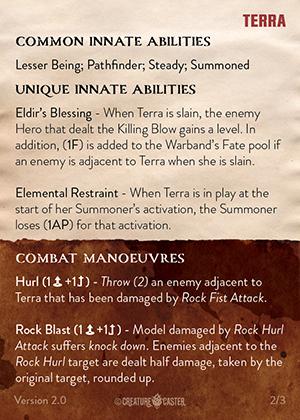 TERRA
COMMON INNATE ABILITIES
Lesser Being; Pathfinder; Steady; Summoned
UNIQUE INNATE ABILITIES
Eldir's Blessing - When Terra is slain, the enemy
Hero that dealt the Killing Blow gains a level. In
addition, (1F) is added to the Warband's Fate pool if
an enemy is adjacent to Terra when she is slain.
Elemental Restraint - When Terra is in play at the
start of her Summoner's activation, the Summoner
loses (1AP) for that activation.
COMBAT MANOEUVRES
Hurl (1 +1 ) - Throw (2) an enemy adjacent to
Terra that has been damaged by Rock Fist Attack.
Rock Blast (1 +1 ) - Model damaged by Rock Hurl
Attack suffers knock down. Enemies adjacent to the
Rock Hurl target are dealt half damage, taken by the
original target, rounded up.
Version 2.0
©CREATURE CASTER
2/3